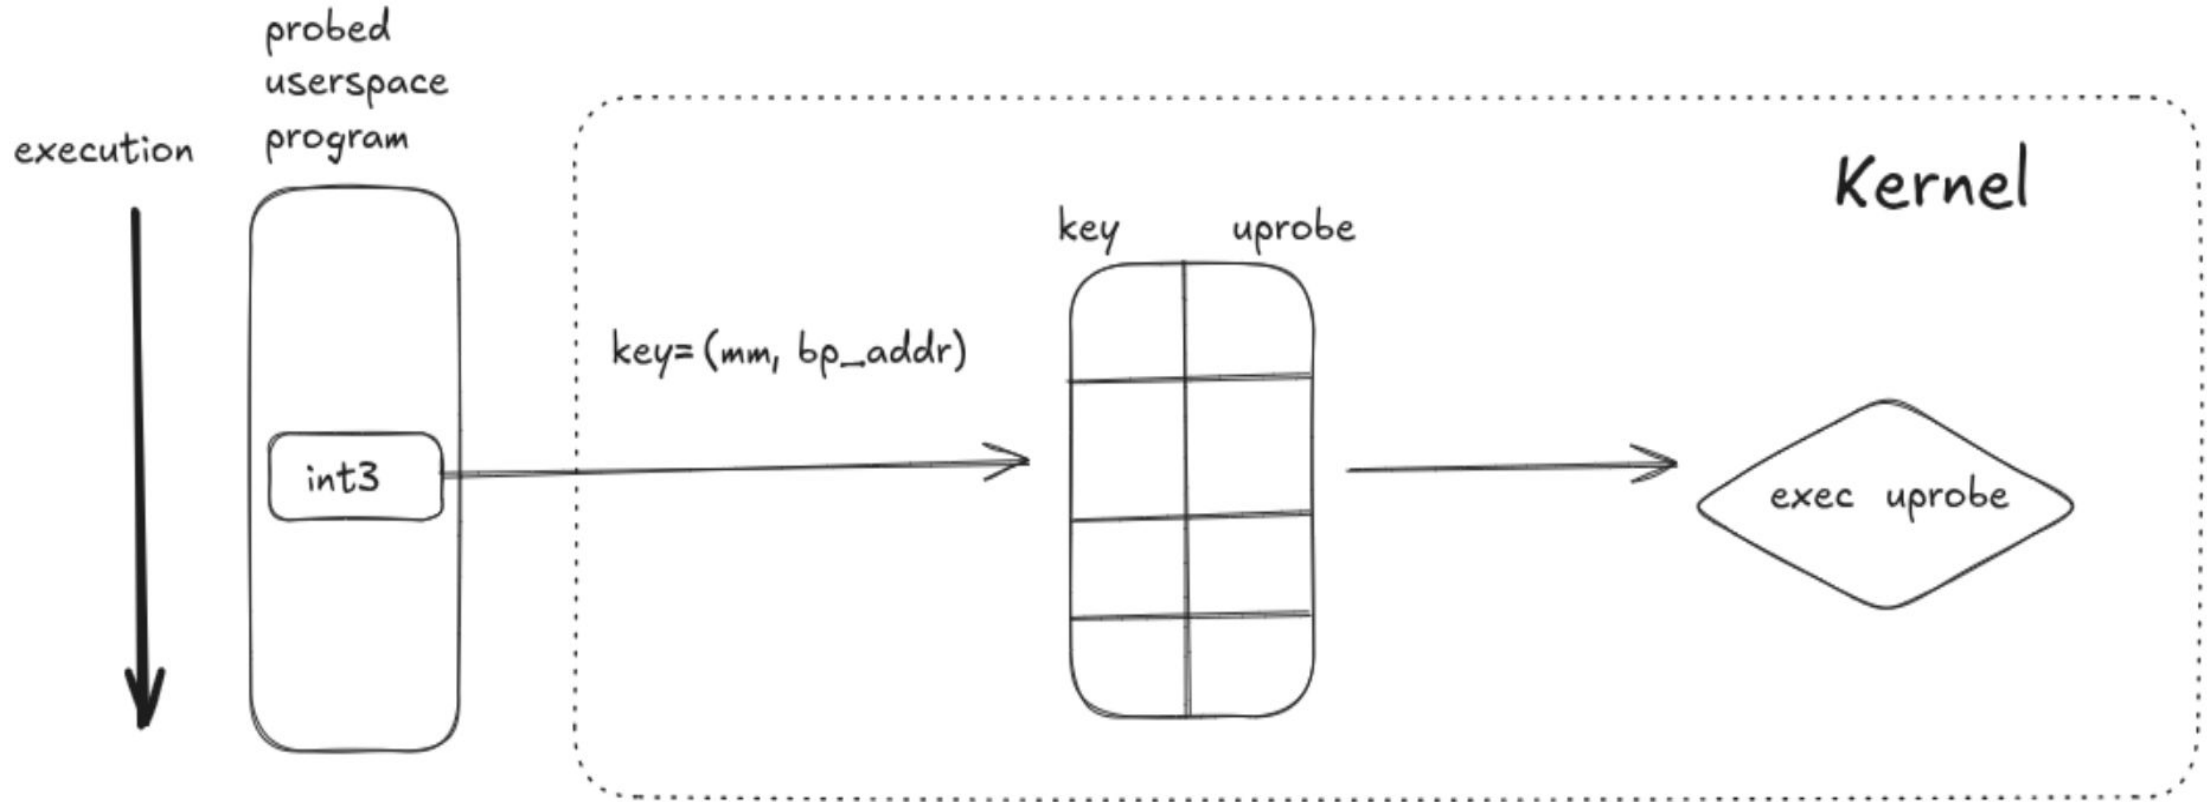 execution
probed
userspace
program
int3
key=(mm, bp_addr)
key
uprobe
Kernel
exec uprobe